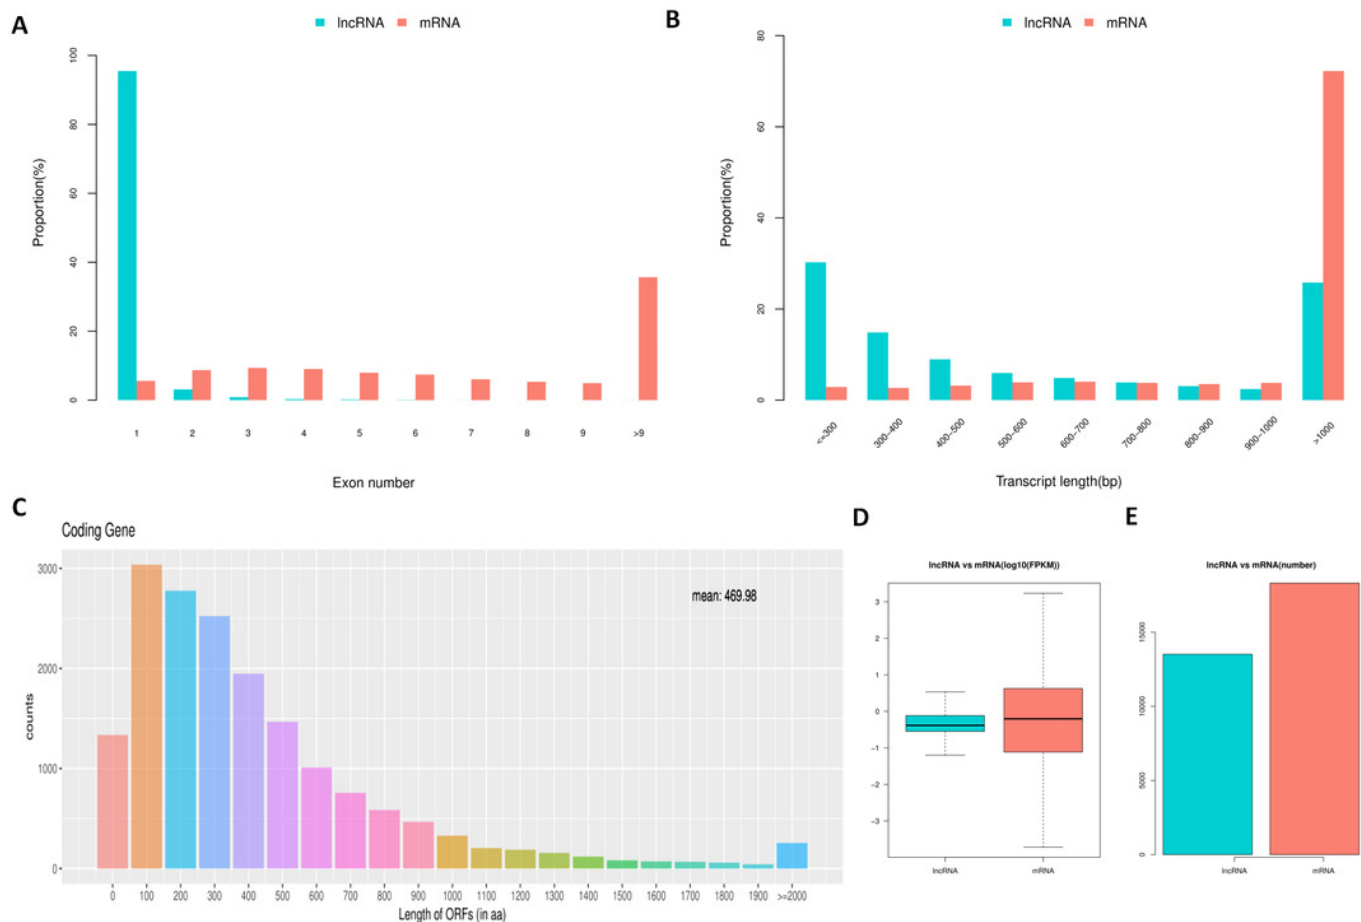 A
lncRNA mRNA
Proportion(%)
0 20 40 60 80 100
1 2 3 4 5 6 7 8 9 >9
Exon number
B
lncRNA mRNA
Proportion(%)
0 20 40 60 80
<=300 300−400 400−500 500−600 600−700 700−800 800−900 900−1000 >1000
Transcript length(bp)
C
Coding Gene
mean: 469.98
counts
3000
2000
1000
0
0 100 200 300 400 500 600 700 800 900 1000 1100 1200 1300 1400 1500 1600 1700 1800 1900 >=2000
Length of ORFs (in aa)
D
lncRNA vs mRNA(log10(FPKM))
3
2
1
0
−1
−2
−3
lncRNA mRNA
E
lncRNA vs mRNA(number)
0 5000 10000 15000
lncRNA mRNA